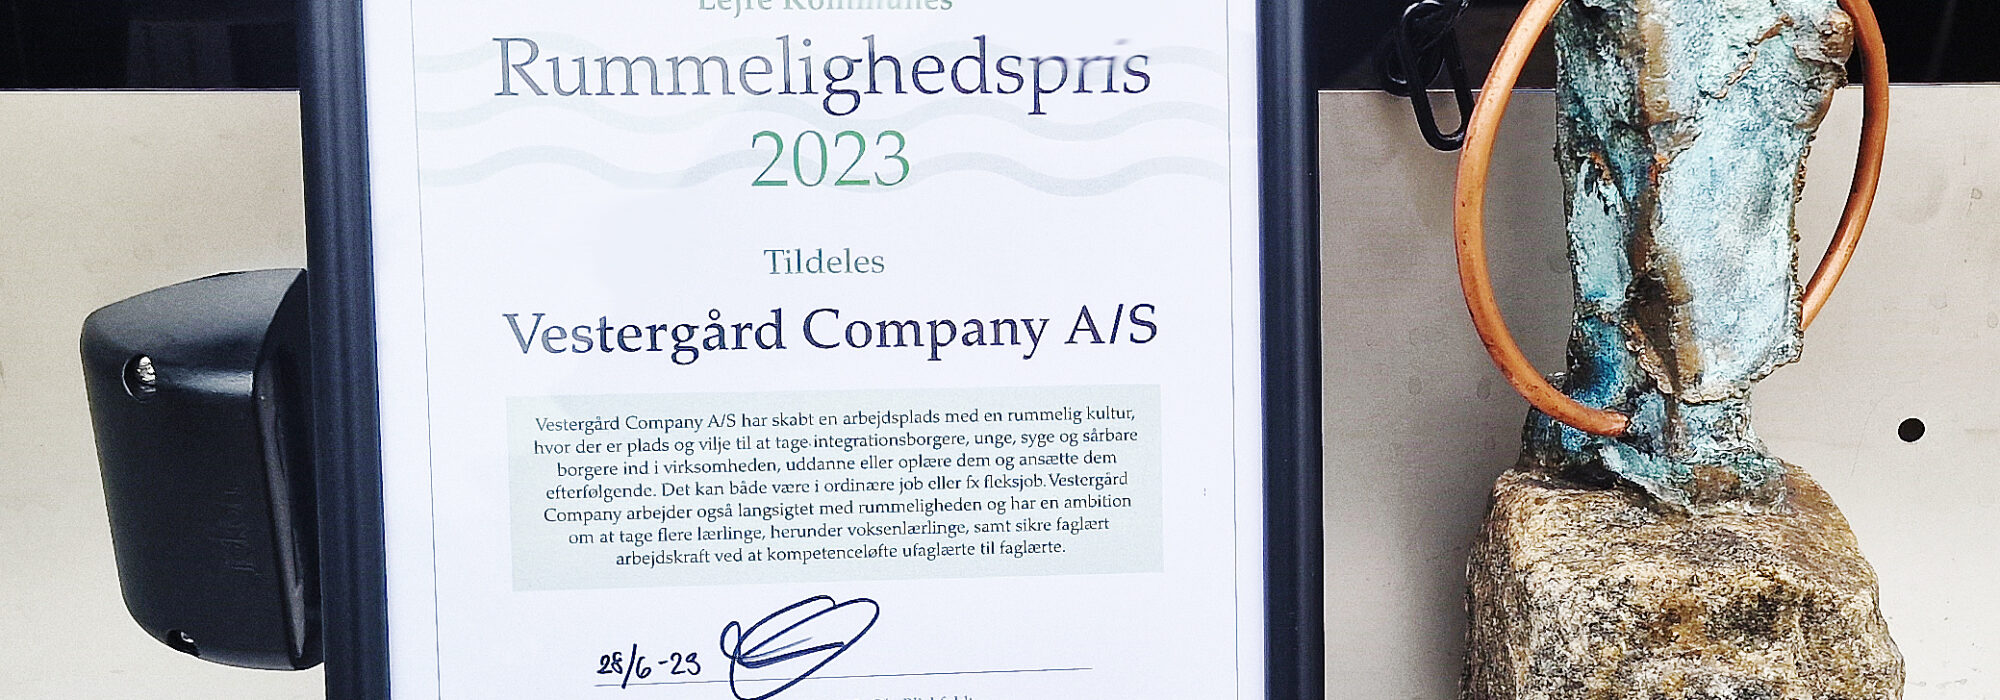 Lejre Kommunes
Rummelighedspris
2023
Tildeles
Vestergård Company A/S
Vestergård Company A/S har skabt en arbejdsplads med en rummelig kultur,
hvor der er plads og vilje til at tage integrationsborgere, unge, syge og sårbare
borgere ind i virksomheden, uddanne eller oplære dem og ansætte dem
efterfølgende. Det kan både være i ordinære job eller fx fleksjob. Vestergård
Company arbejder også langsigtet med rummeligheden og har en ambition
om at tage flere lærlinge, herunder voksenlærlinge, samt sikre faglært
arbejdskraft ved at kompetenceløfte ufaglærte til faglærte.
28/6-23